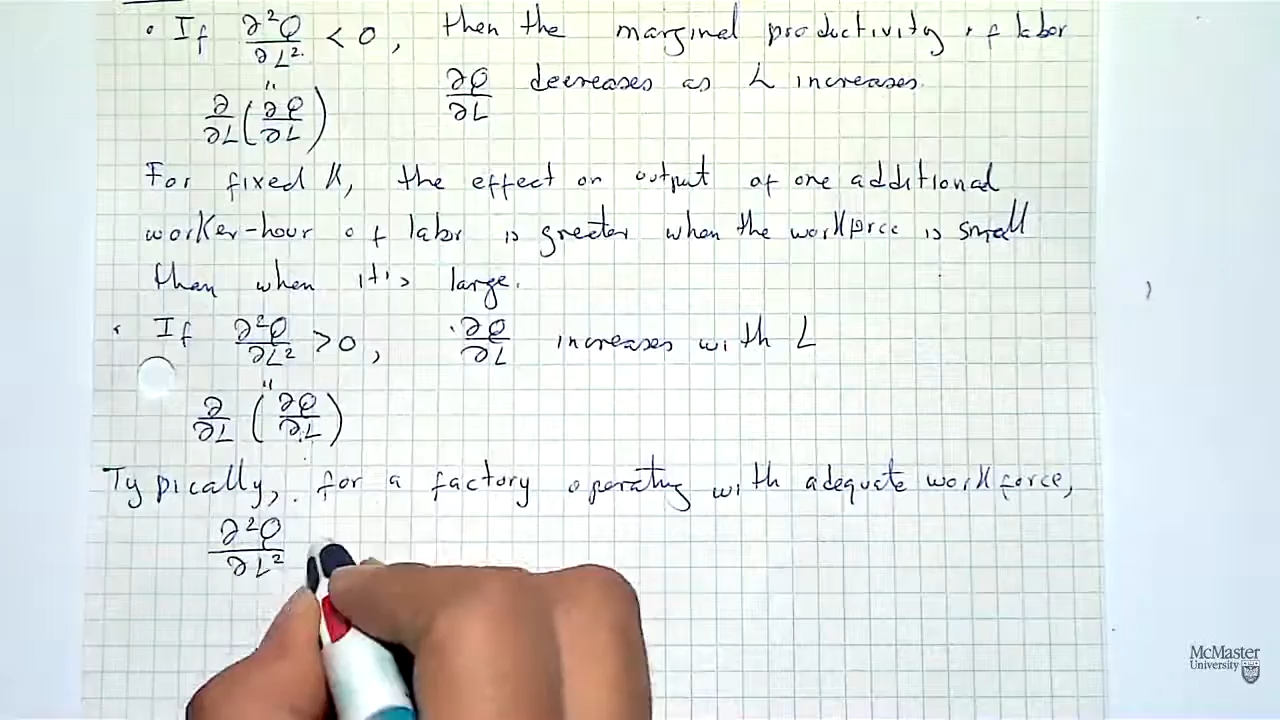 • If ∂²Q/∂L² < 0, then the marginal productivity of labor
∂/∂L (∂Q/∂L) ∂Q/∂L decreases as L increases.
For fixed K, the effect on output of one additional
worker-hour of labor is greater when the workforce is small
than when it's large.
• If ∂²Q/∂L² > 0, ∂Q/∂L increases with L
"
∂/∂L (∂Q/∂L)
Typically, for a factory operating with adequate workforce,
∂²Q/∂L²
McMaster
University